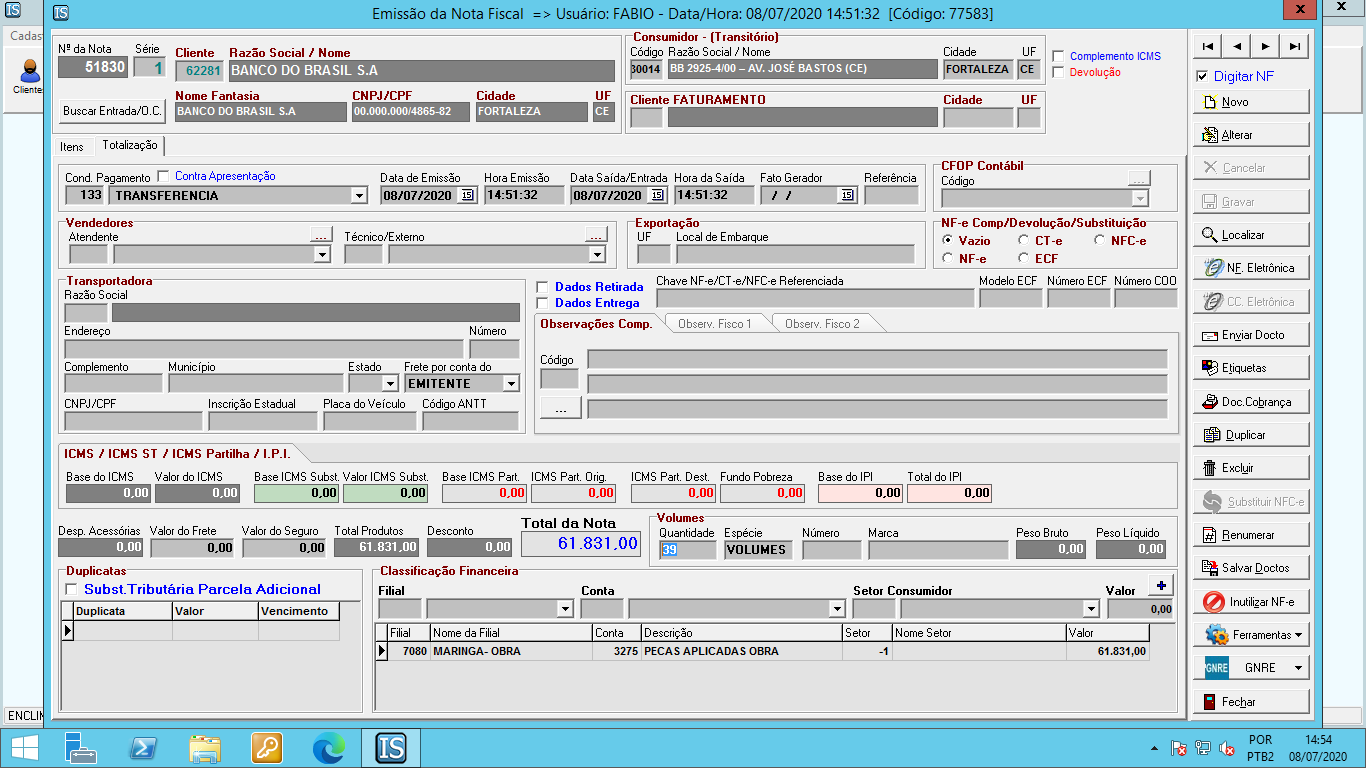 IS
Emissão da Nota Fiscal => Usuário: FABIO - Data/Hora: 08/07/2020 14:51:32 [Código: 77583]
x
x
Cadast
Cliente
Nº da Nota
Série
51830
1
Cliente
Razão Social / Nome
62281
BANCO DO BRASIL S.A
Buscar Entrada/O.C.
Nome Fantasia
CNPJ/CPF
Cidade
UF
BANCO DO BRASIL S.A
00.000.000/4865-82
FORTALEZA
CE
Consumidor - (Transitório)
Código
Razão Social / Nome
Cidade
UF
30014
BB 2925-4/00 – AV. JOSÉ BASTOS (CE)
FORTALEZA
CE
Cliente FATURAMENTO
Cidade
UF
Complemento ICMS
Devolução
Itens
Totalização
Cond. Pagamento
Contra Apresentação
133
TRANSFERENCIA
Data de Emissão
Hora Emissão
Data Saída/Entrada
Hora da Saída
Fato Gerador
Referência
08/07/2020
15
14:51:32
08/07/2020
15
14:51:32
/ /
15
CFOP Contábil
Código
...
Vendedores
Atendente
...
Técnico/Externo
...
Exportação
UF
Local de Embarque
NF-e Comp/Devolução/Substituição
Vazio
CT-e
NFC-e
NF-e
ECF
Transportadora
Razão Social
Endereço
Número
Complemento
Município
Estado
Frete por conta do
EMITENTE
CNPJ/CPF
Inscrição Estadual
Placa do Veículo
Código ANTT
Dados Retirada
Dados Entrega
Chave NF-e/CT-e/NFC-e Referenciada
Modelo ECF
Número ECF
Número COO
Observações Comp.
Observ. Fisco 1
Observ. Fisco 2
Código
...
ICMS / ICMS ST / ICMS Partilha / I.P.I.
Base do ICMS
Valor do ICMS
Base ICMS Subst.
Valor ICMS Subst.
Base ICMS Part.
ICMS Part. Orig.
ICMS Part. Dest.
Fundo Pobreza
Base do IPI
Total do IPI
0,00
0,00
0,00
0,00
0,00
0,00
0,00
0,00
0,00
0,00
Desp. Acessórias
Valor do Frete
Valor do Seguro
Total Produtos
Desconto
Total da Nota
0,00
0,00
0,00
61.831,00
0,00
61.831,00
Volumes
Quantidade
Espécie
Número
Marca
Peso Bruto
Peso Líquido
39
VOLUMES
0,00
0,00
Duplicatas
Subst.Tributária Parcela Adicional
Duplicata
Valor
Vencimento
Classificação Financeira
Filial
Conta
Setor Consumidor
Valor
+
0,00
Filial
Nome da Filial
Conta
Descrição
Setor
Nome Setor
Valor
7080
MARINGA- OBRA
3275
PECAS APLICADAS OBRA
-1
61.831,00
Digitar NF
Novo
Alterar
Cancelar
Gravar
Localizar
NF. Eletrônica
CC. Eletrônica
Enviar Docto
Etiquetas
Doc.Cobrança
Duplicar
Excluir
Substituir NFC-e
Renumerar
Salvar Doctos
Inutilizar NF-e
Ferramentas
GNRE
GNRE
Fechar
ENCLIM
IS
POR
PTB2
14:54
08/07/2020